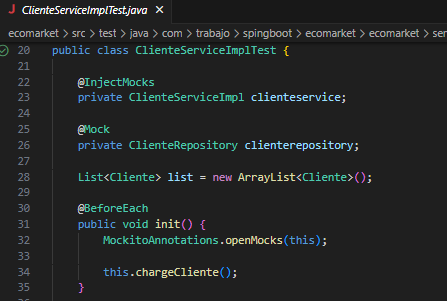 J ClienteServiceImplTest.java ×
ecomarket > src > test > java > com > trabajo > spingboot > ecomarket > ecomarket > ser
20 public class ClienteServiceImplTest {
21
22 @InjectMocks
23 private ClienteServiceImpl clienteservice;
24
25 @Mock
26 private ClienteRepository clienterepository;
27
28 List<Cliente> list = new ArrayList<Cliente>();
29
30 @BeforeEach
31 public void init() {
32 MockitoAnnotations.openMocks(this);
33
34 this.chargeCliente();
35 }